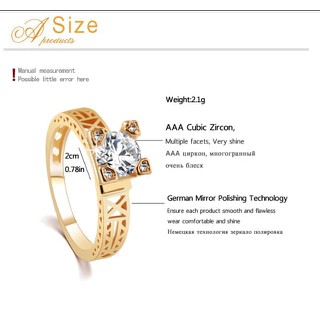 A Size
products
Manual measurement
Possible little error here
Weight:2.1g
AAA Cubic Zircon,
Multiple facets, Very shine
AAA циркон, многогранный
очень блеск
2cm
0.78in
German Mirror Polishing Technology
Ensure each product smooth and flawless
wear comfortable and shine
Немецкая технология зеркало полировка